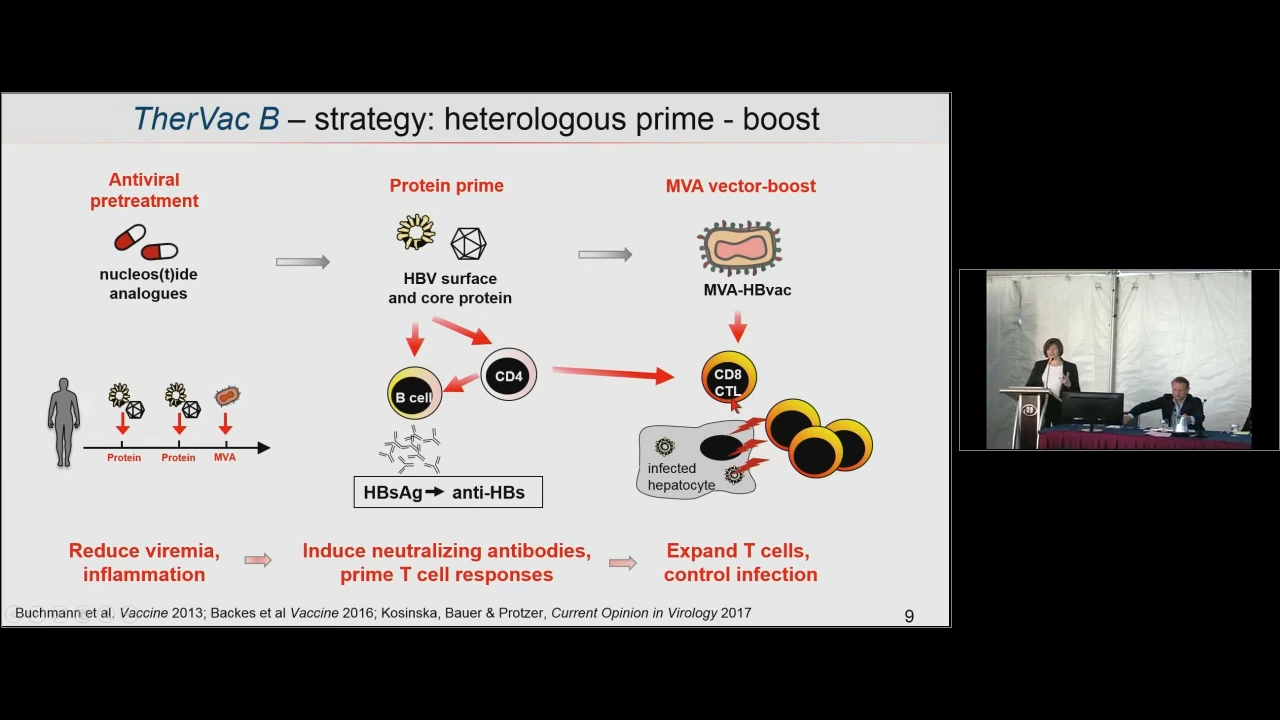 TherVac B – strategy: heterologous prime - boost
Antiviral
pretreatment
nucleos(t)ide
analogues
Protein prime
HBV surface
and core protein
MVA vector-boost
MVA-HBvac
B cell
CD4
CD8
CTL
Protein
Protein
MVA
infected
hepatocyte
HBsAg
anti-HBs
Reduce viremia,
inflammation
Induce neutralizing antibodies,
prime T cell responses
Expand T cells,
control infection
Buchmann et al. Vaccine 2013; Backes et al Vaccine 2016; Kosinska, Bauer & Protzer, Current Opinion in Virology 2017
9